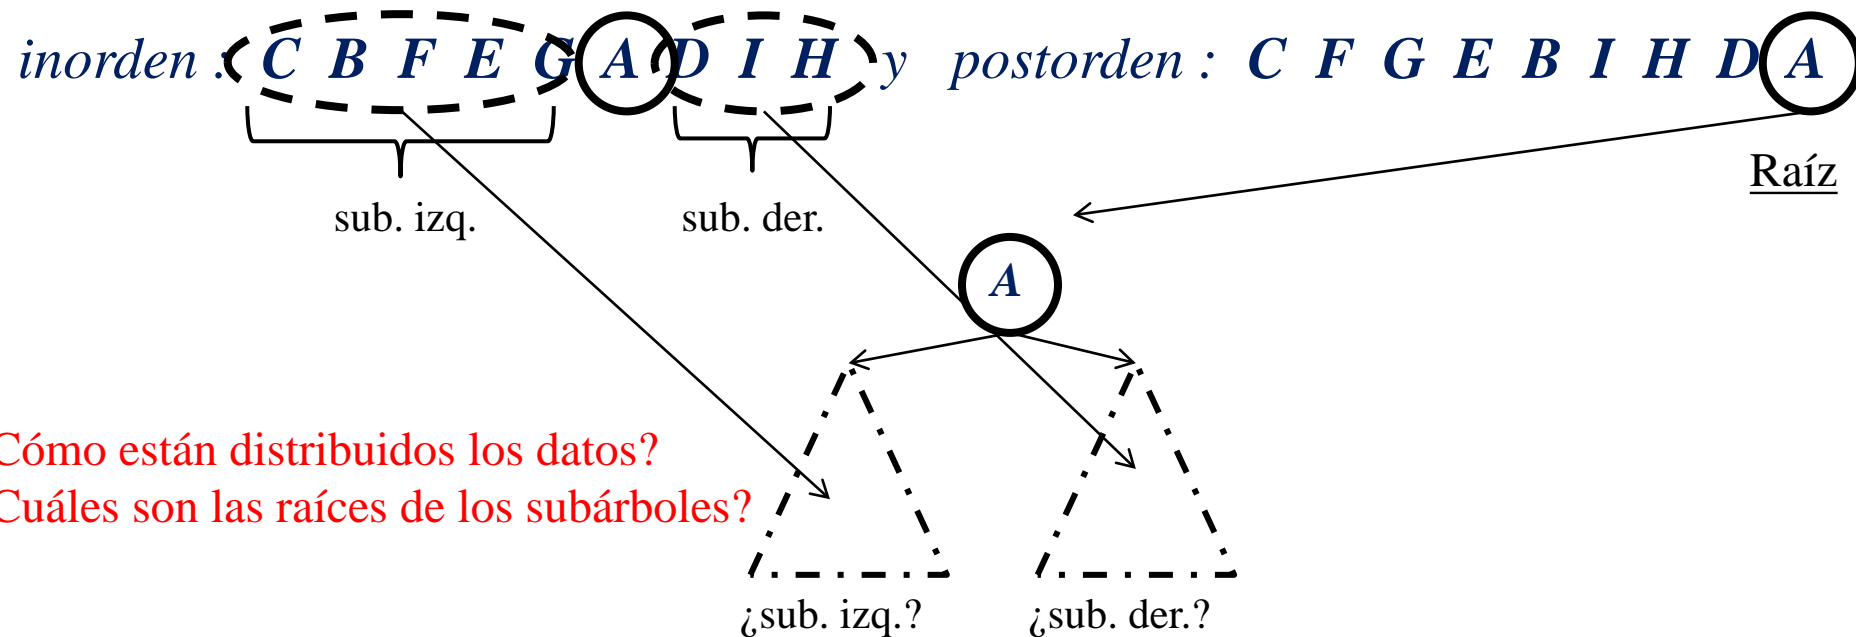 inorden : C B F E G A D I H y postorden : C F G E B I H D A
Raíz
sub. izq. sub. der.
A
Cómo están distribuidos los datos?
Cuáles son las raíces de los subárboles?
¿sub. izq.? ¿sub. der.?